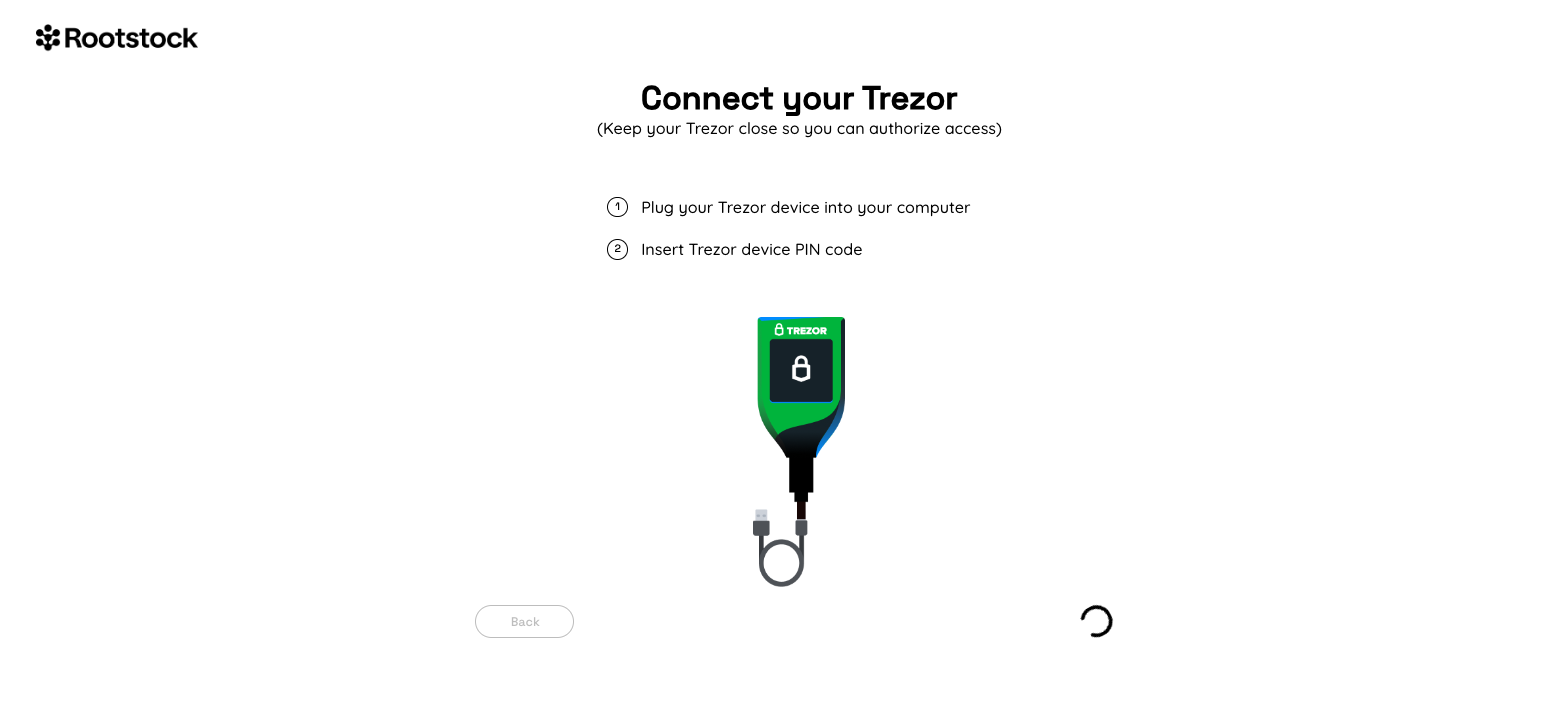 Rootstock
Connect your Trezor
(Keep your Trezor close so you can authorize access)
1 Plug your Trezor device into your computer
2 Insert Trezor device PIN code
TREZOR
Back